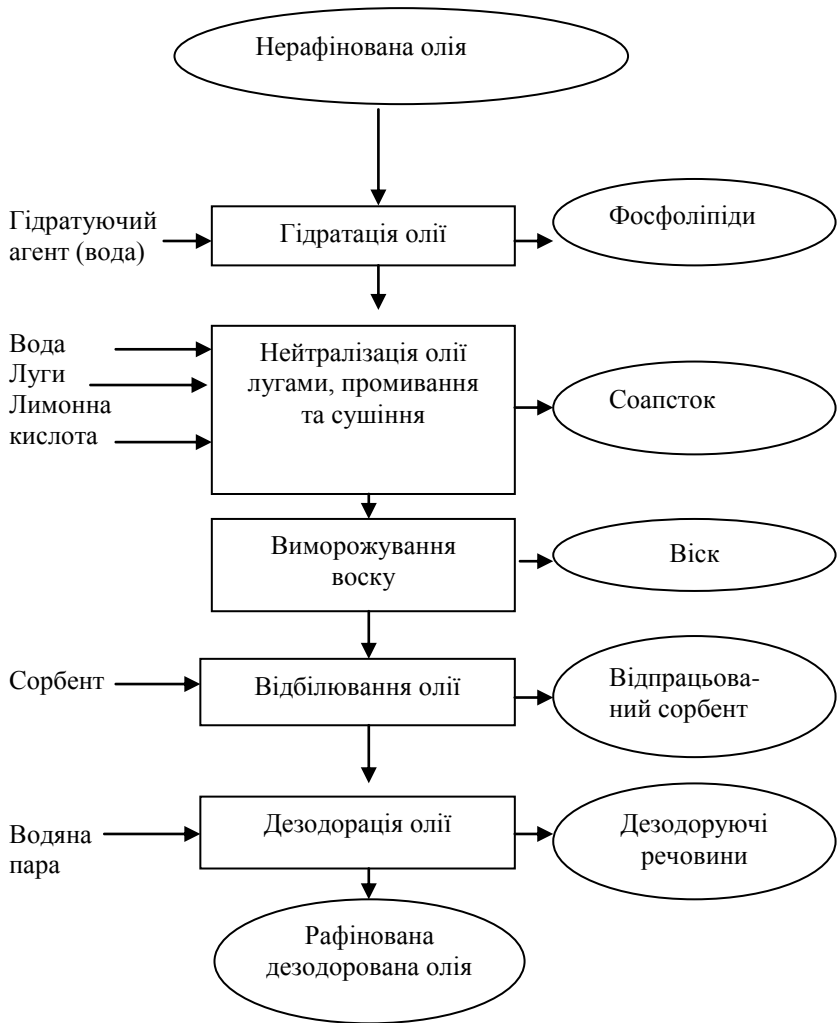 Нерафінована олія
Гідратуючий
агент (вода)
Гідратація олії
Фосфоліпіди
Вода
Луги
Лимонна
кислота
Нейтралізація олії
лугами, промивання
та сушіння
Соапсток
Виморожування
воску
Віск
Сорбент
Відбілювання олії
Відпрацьова-
ний сорбент
Водяна
пара
Дезодорація олії
Дезодоруючі
речовини
Рафінована
дезодорована олія